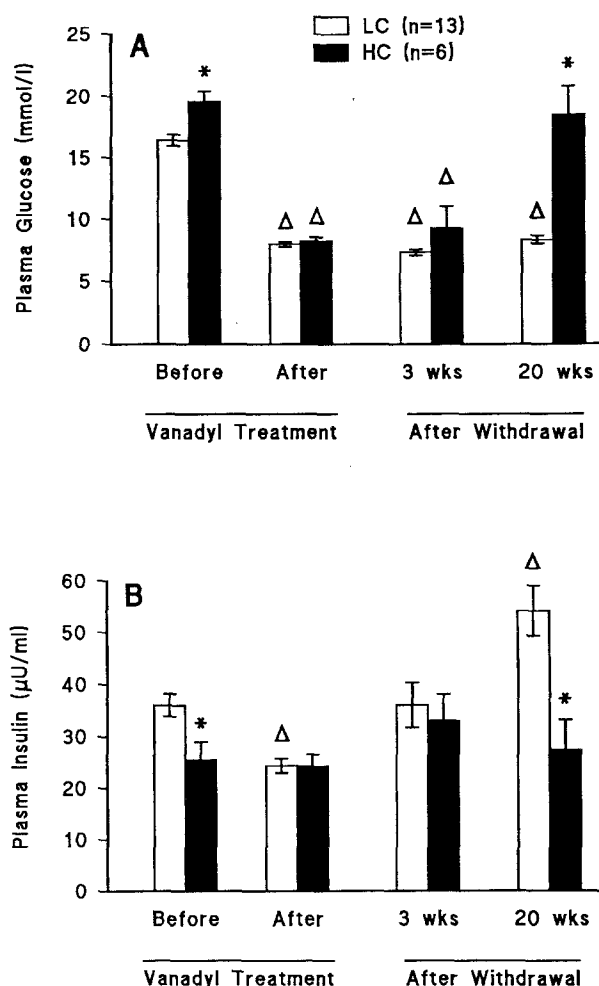 LC (n=13)
HC (n=6)
A
Plasma Glucose (mmol/l)
25
20
15
10
5
0
*
Δ
Δ
Δ
Δ
Δ
*
Before
After
3 wks
20 wks
Vanadyl Treatment
After Withdrawal
B
Plasma Insulin (μU/ml)
60
50
40
30
20
10
0
*
Δ
Δ
*
Before
After
3 wks
20 wks
Vanadyl Treatment
After Withdrawal